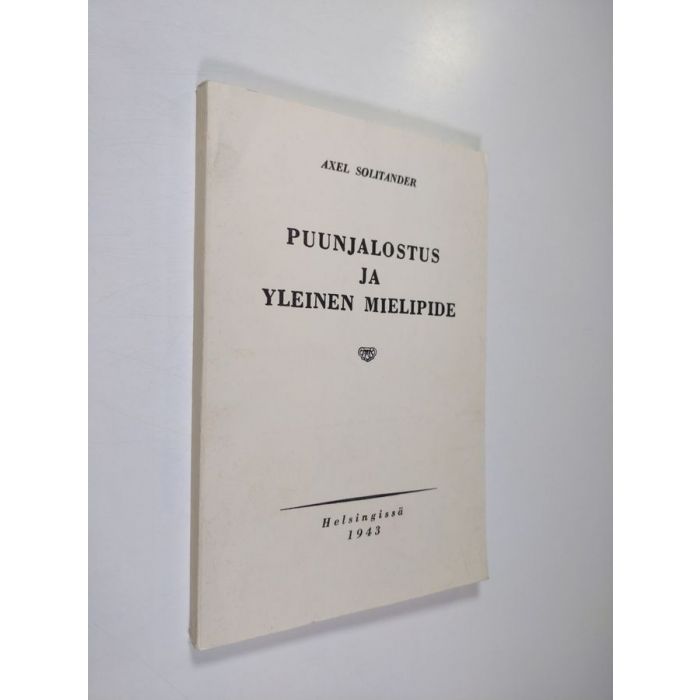 AXEL SOLITANDER
PUUNJALOSTUS
JA
YLEINEN MIELIPIDE
Helsingissä
1943